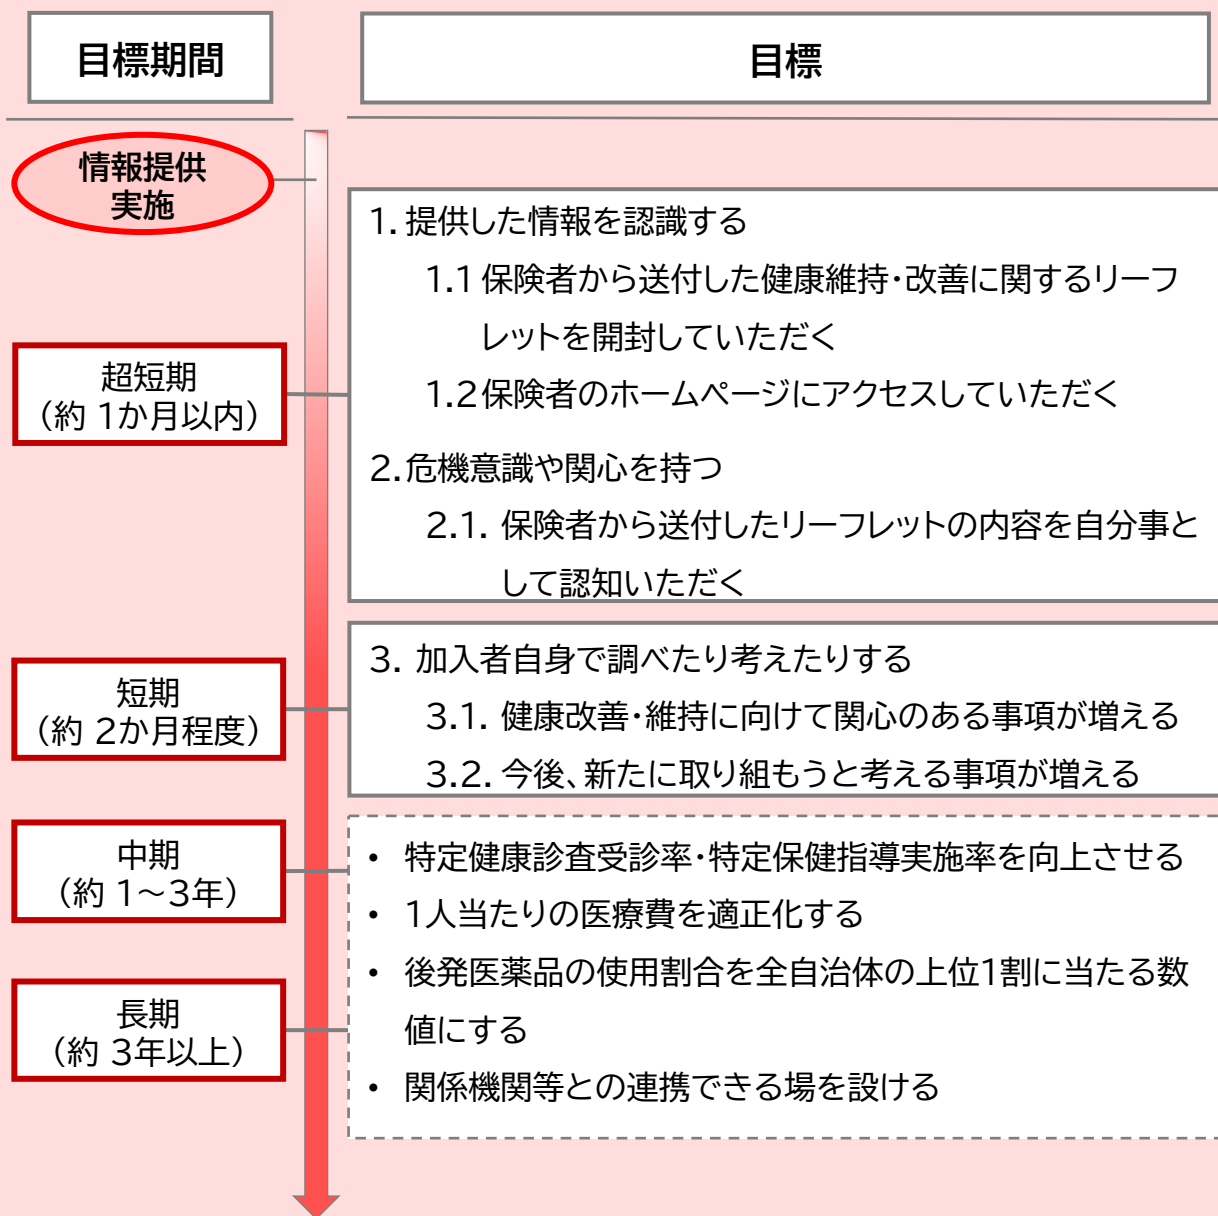 目標期間
目標
情報提供
実施
1. 提供した情報を認識する
1.1 保険者から送付した健康維持・改善に関するリーフ
レットを開封していただく
1.2保険者のホームページにアクセスしていただく
2.危機意識や関心を持つ
2.1. 保険者から送付したリーフレットの内容を自分事と
して認知いただく
超短期
（約 1か月以内）
3. 加入者自身で調べたり考えたりする
3.1. 健康改善・維持に向けて関心のある事項が増える
3.2. 今後、新たに取り組もうと考える事項が増える
短期
（約 2か月程度）
中期
（約 1～3年）
長期
（約 3年以上）
• 特定健康診査受診率・特定保健指導実施率を向上させる
• 1人当たりの医療費を適正化する
• 後発医薬品の使用割合を全自治体の上位1割に当たる数
値にする
• 関係機関等との連携できる場を設ける